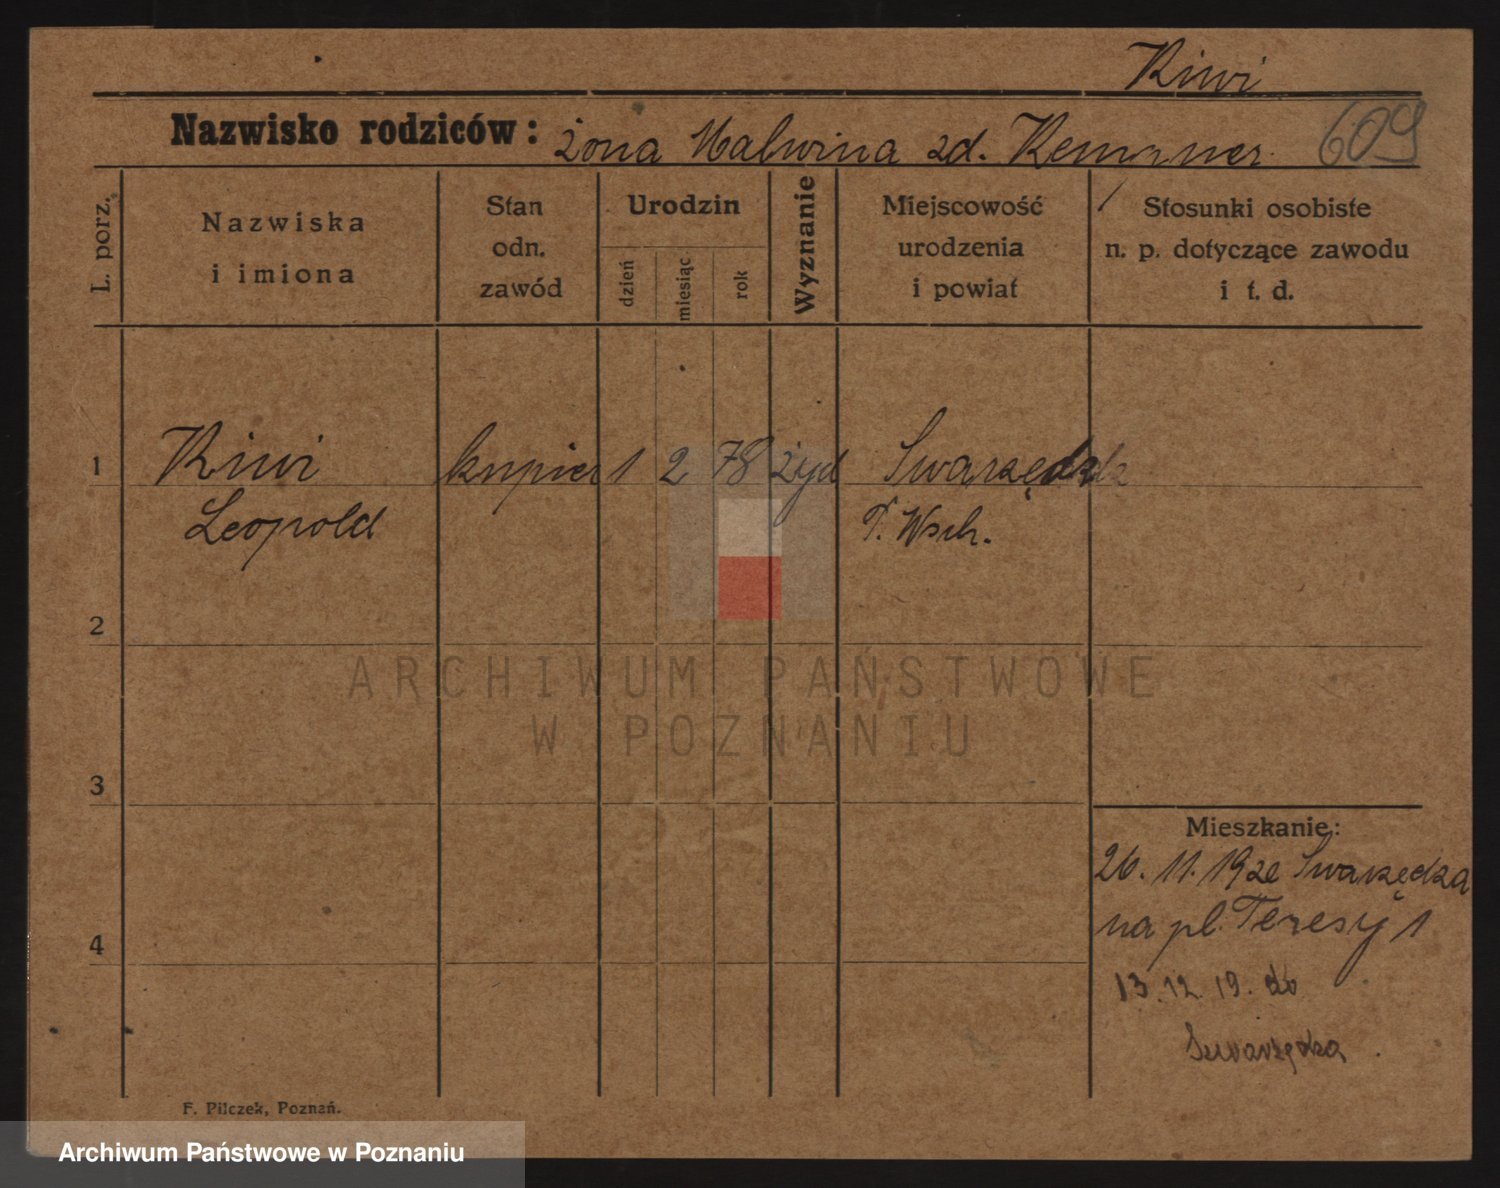 Kiwi
Nazwisko rodziców: żona Malwina zd. Kempner 609
L. porz.
Nazwiska i imiona
Stan odn. zawód
Urodzin
dzień
miesiąc
rok
Wyznanie
Miejscowość urodzenia i powiat
Stosunki osobiste n. p. dotyczące zawodu i t. d.
1 Kiwi kupiec 1 2 78 żyd Swarzędz
Leopold P. Wsch.
2
ARCHIWUM PAŃSTWOWE
W POZNANIU
3
Mieszkanie:
26. 11. 19 ze Swarzędza
na pl. Teresy 1
4
13. 12. 19. do
Swarzędza
F. Pilczek, Poznań.
Archiwum Państwowe w Poznaniu